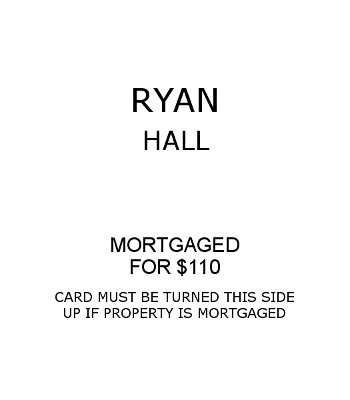 RYAN
HALL
MORTGAGED
FOR $110
CARD MUST BE TURNED THIS SIDE
UP IF PROPERTY IS MORTGAGED